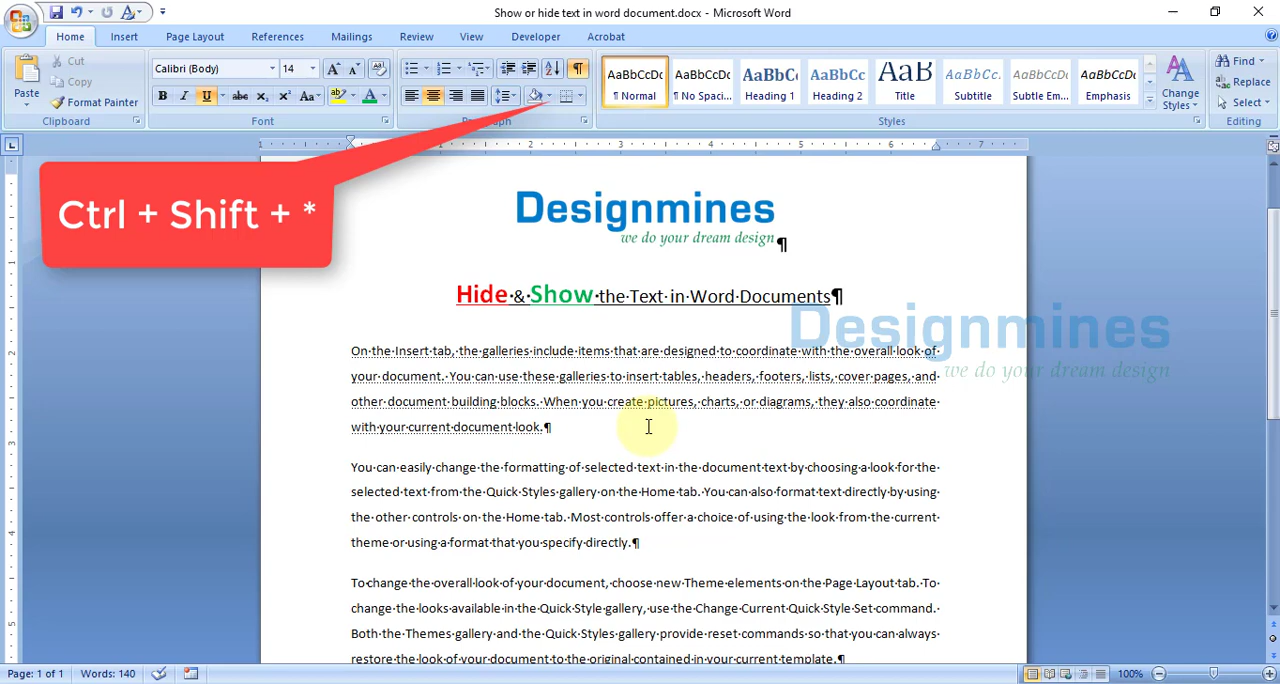 Show or hide text in word document.docx - Microsoft Word
Home Insert Page Layout References Mailings Review View Developer Acrobat
Paste
Cut
Copy
Format Painter
Clipboard
Calibri (Body) 14
Font
AaBbCcDc AaBbCcDc AaBbC AaBbCc AaB AaBbCc. AaBbCcDc AaBbCcDc
¶ Normal ¶ No Spaci... Heading 1 Heading 2 Title Subtitle Subtle Em... Emphasis
Change
Styles
Styles
Find
Replace
Select
Editing
1 1 2 3 4 5 6 7
Ctrl + Shift + *
Designmines
we do your dream design¶
Hide·&·Show·the·Text·in·Word·Documents¶
Designmines
we do your dream design
On·the·Insert·tab,·the·galleries·include·items·that·are·designed·to·coordinate·with·the·overall·look·of·
your·document.·You·can·use·these·galleries·to·insert·tables,·headers,·footers,·lists,·cover·pages,·and·
other·document·building·blocks.·When·you·create·pictures,·charts,·or·diagrams,·they·also·coordinate·
with·your·current·document·look.¶
You·can·easily·change·the·formatting·of·selected·text·in·the·document·text·by·choosing·a·look·for·the·
selected·text·from·the·Quick·Styles·gallery·on·the·Home·tab.·You·can·also·format·text·directly·by·using·
the·other·controls·on·the·Home·tab.·Most·controls·offer·a·choice·of·using·the·look·from·the·current·
theme·or·using·a·format·that·you·specify·directly.¶
To·change·the·overall·look·of·your·document,·choose·new·Theme·elements·on·the·Page·Layout·tab.·To·
change·the·looks·available·in·the·Quick·Style·gallery,·use·the·Change·Current·Quick·Style·Set·command.·
Both·the·Themes·gallery·and·the·Quick·Styles·gallery·provide·reset·commands·so·that·you·can·always·
restore·the·look·of·your·document·to·the·original·contained·in·your·current·template.¶
Page: 1 of 1 Words: 140 100%